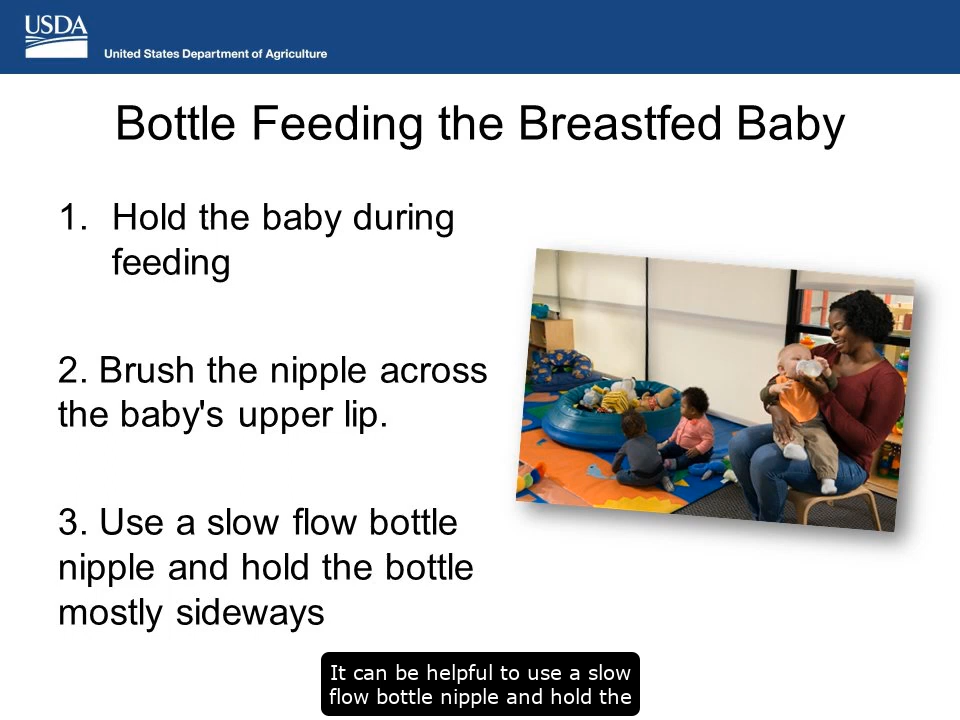 USDA
United States Department of Agriculture
Bottle Feeding the Breastfed Baby
1. Hold the baby during
feeding
2. Brush the nipple across
the baby's upper lip.
3. Use a slow flow bottle
nipple and hold the bottle
mostly sideways
It can be helpful to use a slow
flow bottle nipple and hold the